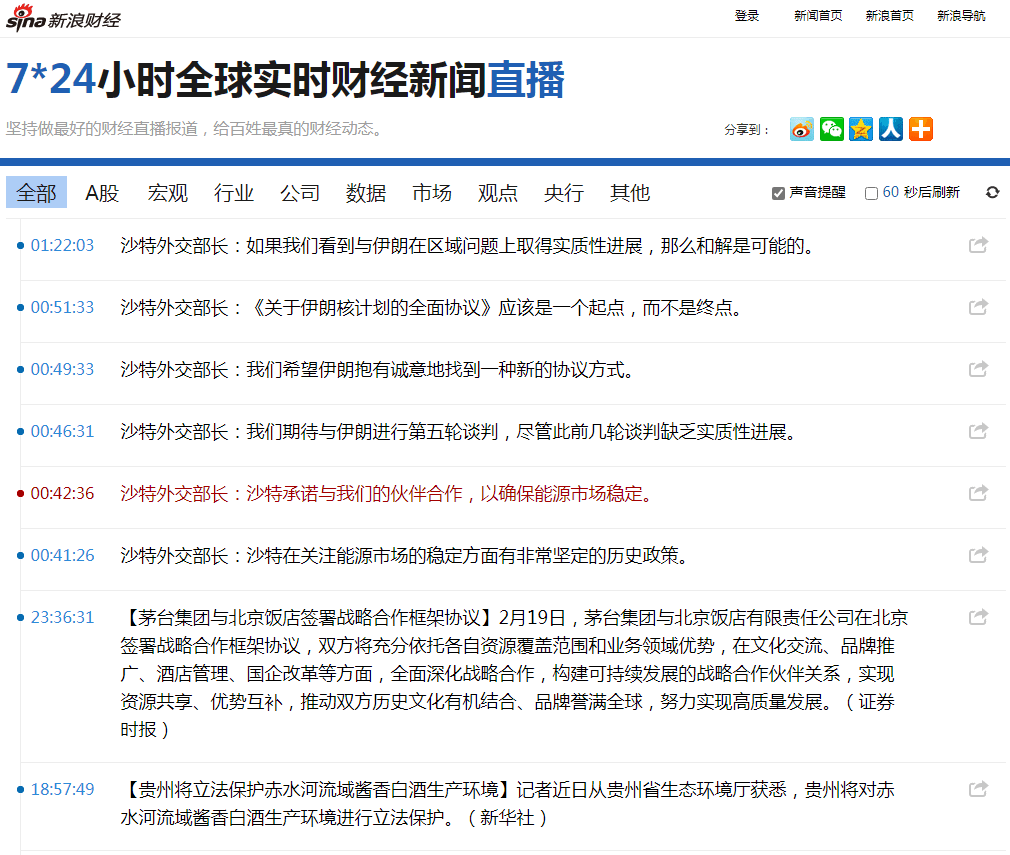 sina新浪财经
登录 新闻首页 新浪首页 新浪导航
7*24小时全球实时财经新闻直播
坚持做最好的财经直播报道，给百姓最真的财经动态。
分享到：
全部 A股 宏观 行业 公司 数据 市场 观点 央行 其他
声音提醒 60 秒后刷新
01:22:03 沙特外交部长：如果我们看到与伊朗在区域问题上取得实质性进展，那么和解是可能的。
00:51:33 沙特外交部长：《关于伊朗核计划的全面协议》应该是一个起点，而不是终点。
00:49:33 沙特外交部长：我们希望伊朗抱有诚意地找到一种新的协议方式。
00:46:31 沙特外交部长：我们期待与伊朗进行第五轮谈判，尽管此前几轮谈判缺乏实质性进展。
00:42:36 沙特外交部长：沙特承诺与我们的伙伴合作，以确保能源市场稳定。
00:41:26 沙特外交部长：沙特在关注能源市场的稳定方面有非常坚定的历史政策。
23:36:31 【茅台集团与北京饭店签署战略合作框架协议】2月19日，茅台集团与北京饭店有限责任公司在北京
签署战略合作框架协议，双方将充分依托各自资源覆盖范围和业务领域优势，在文化交流、品牌推
广、酒店管理、国企改革等方面，全面深化战略合作，构建可持续发展的战略合作伙伴关系，实现
资源共享、优势互补，推动双方历史文化有机结合、品牌誉满全球，努力实现高质量发展。（证券
时报）
18:57:49 【贵州将立法保护赤水河流域酱香白酒生产环境】记者近日从贵州省生态环境厅获悉，贵州将对赤
水河流域酱香白酒生产环境进行立法保护。（新华社）